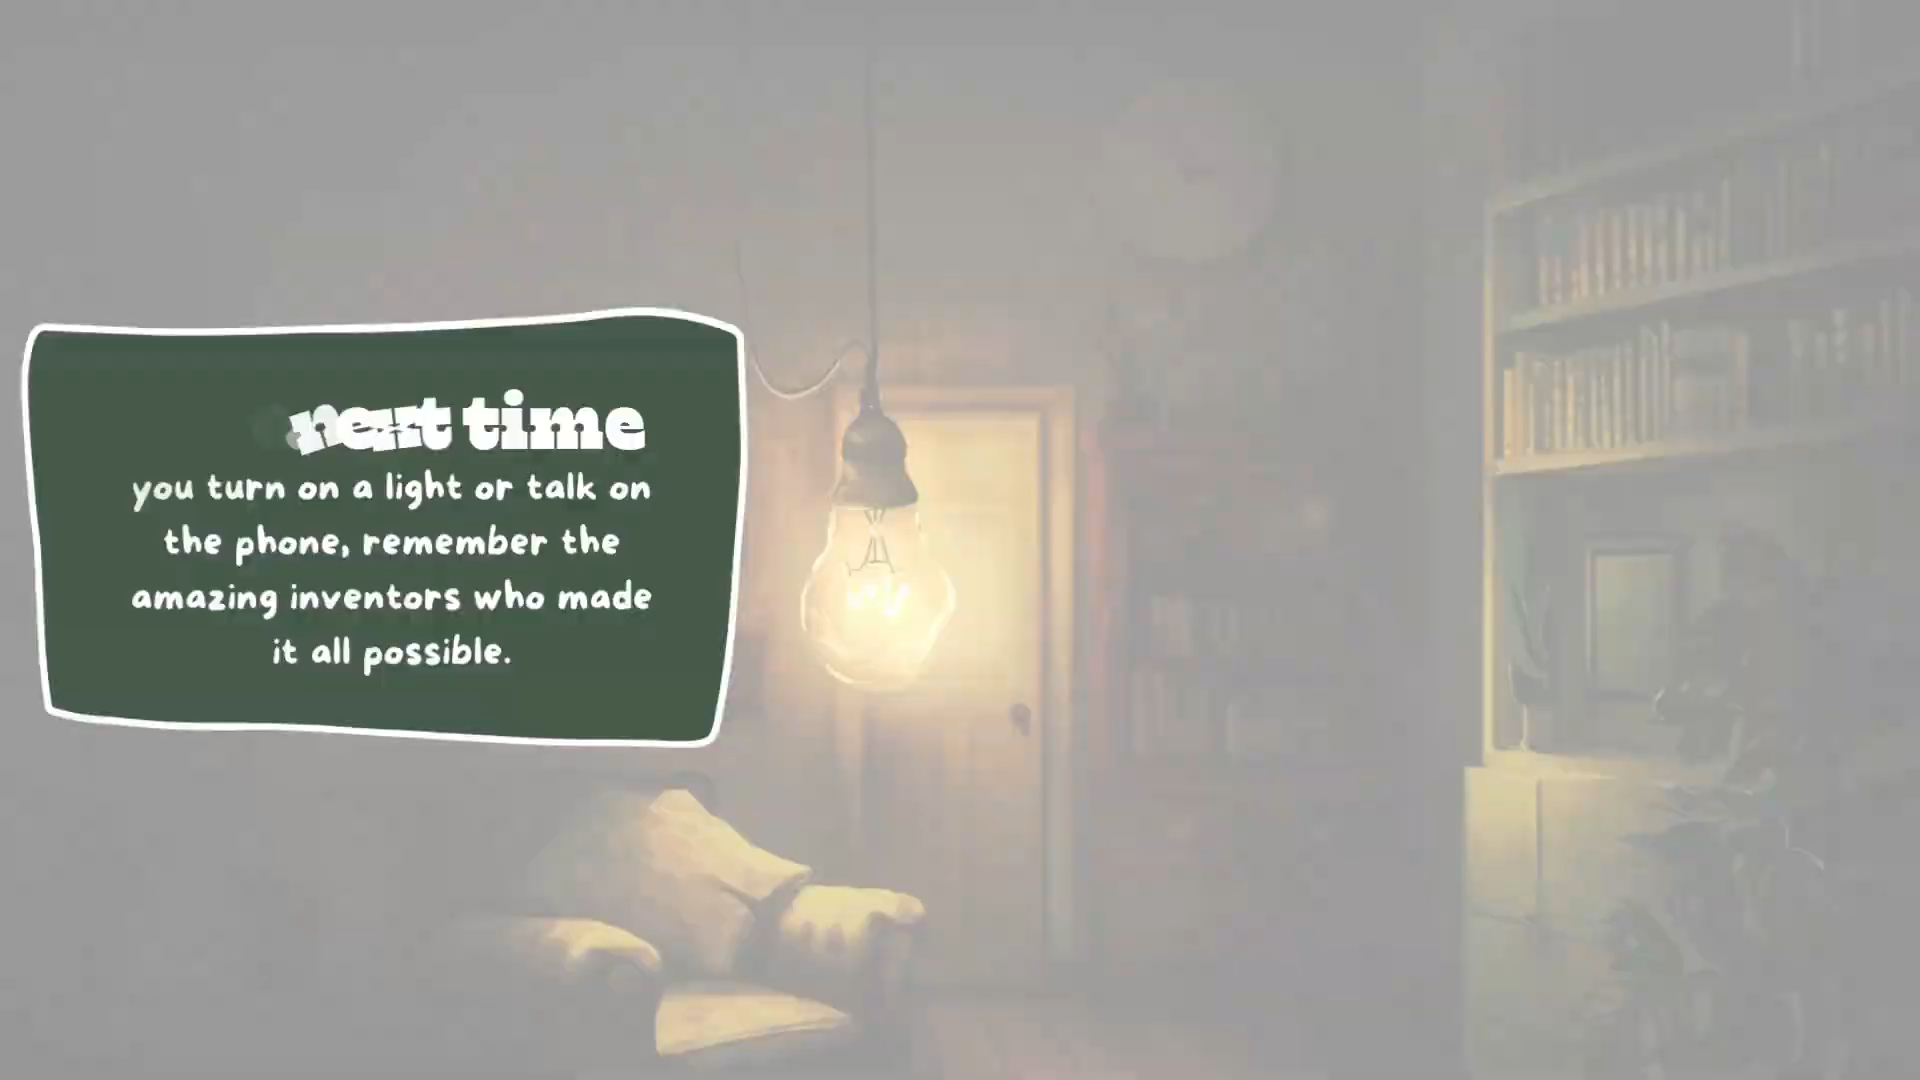 next time
you turn on a light or talk on
the phone, remember the
amazing inventors who made
it all possible.